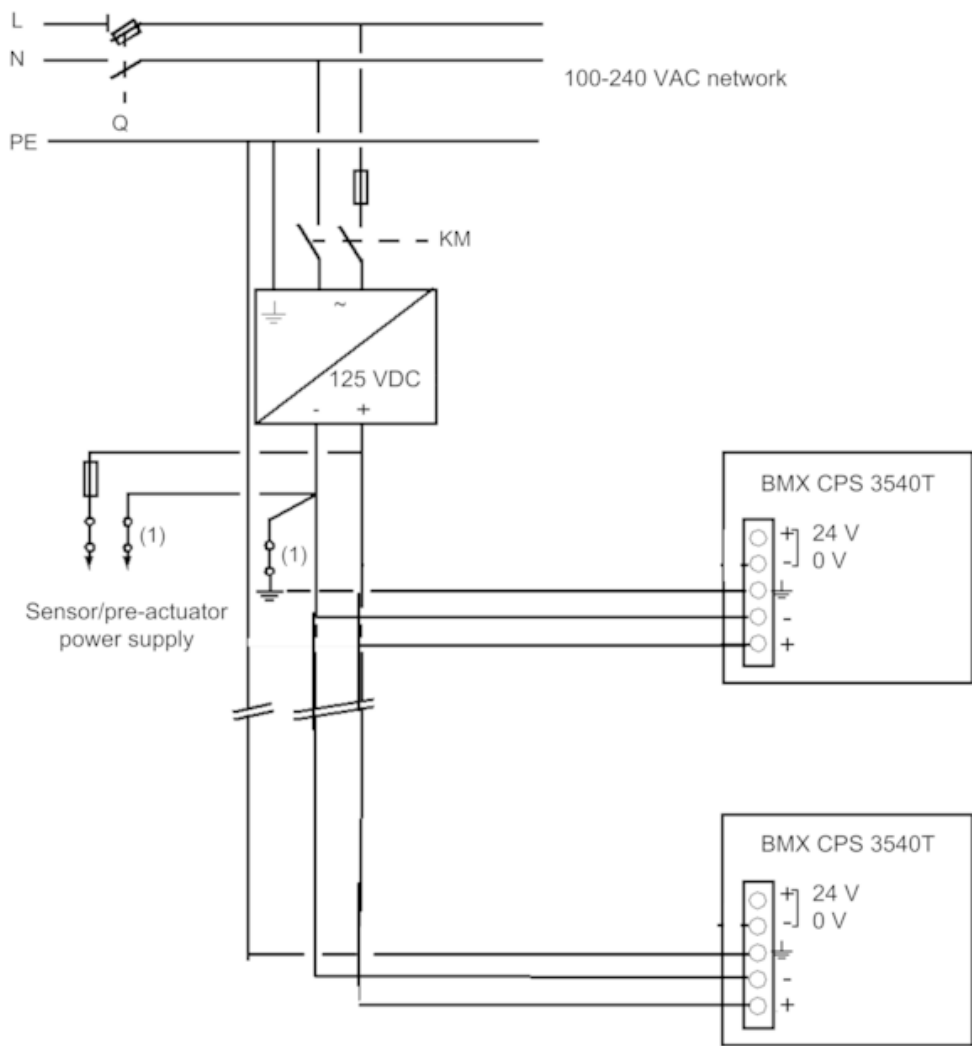 L
N
100-240 VAC network
Q
PE
KM
~
125 VDC
- +
(1)
(1)
Sensor/pre-actuator
power supply
BMX CPS 3540T
+ 24 V
- 0 V
-
+
BMX CPS 3540T
+ 24 V
- 0 V
-
+